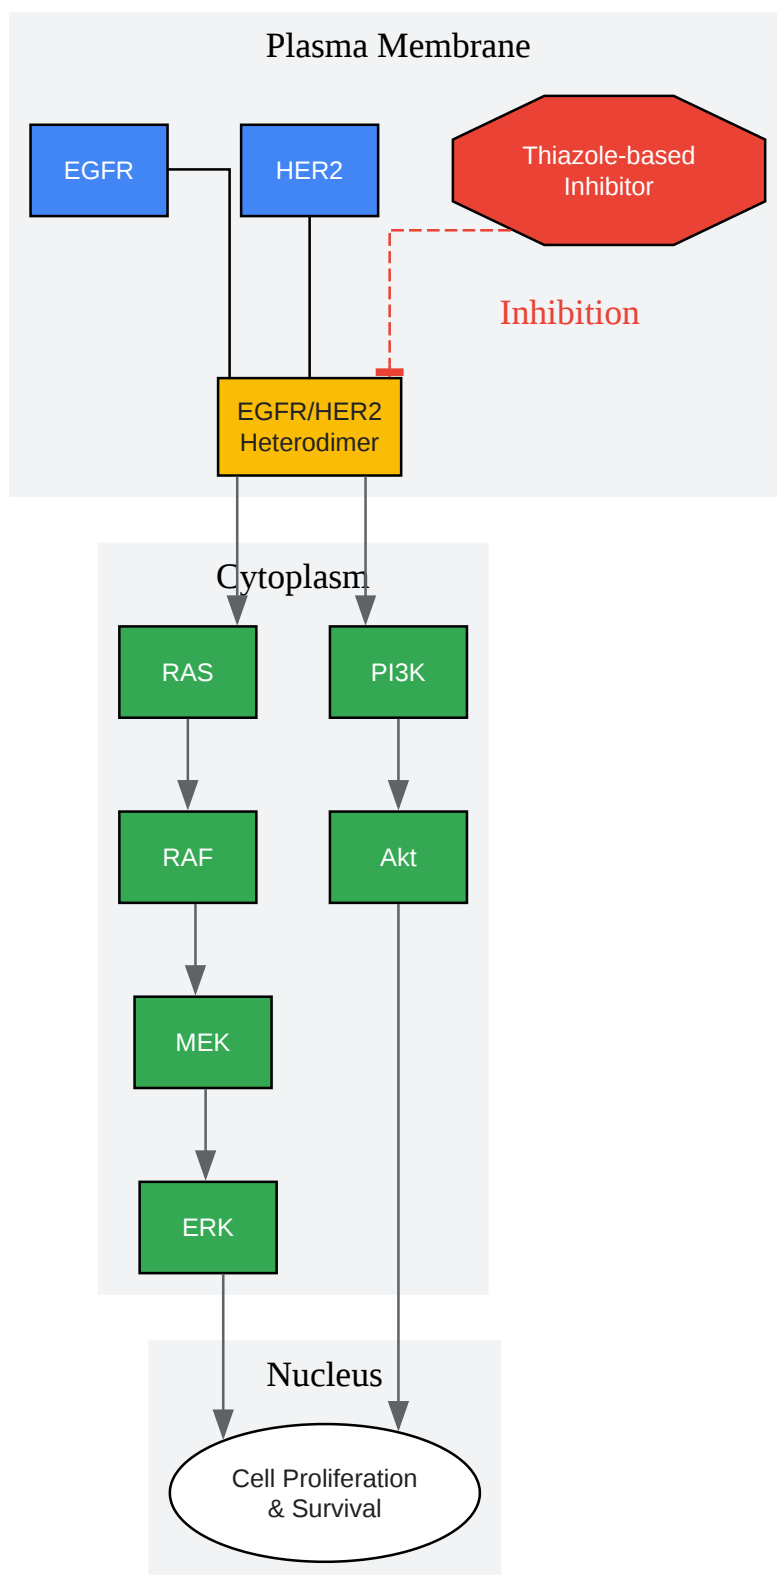 Plasma Membrane
EGFR
HER2
Thiazole-based
Inhibitor
Inhibition
EGFR/HER2
Heterodimer
Cytoplasm
RAS
PI3K
RAF
Akt
MEK
ERK
Nucleus
Cell Proliferation
& Survival